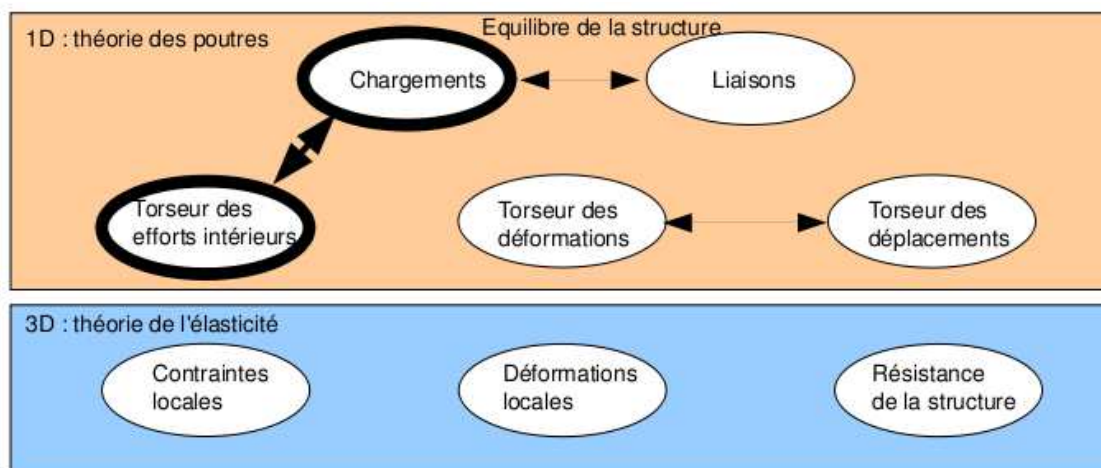 1D : théorie des poutres
Equilibre de la structure
Chargements
Liaisons
Torseur des
efforts intérieurs
Torseur des
déformations
Torseur des
déplacements
3D : théorie de l'élasticité
Contraintes
locales
Déformations
locales
Résistance
de la structure